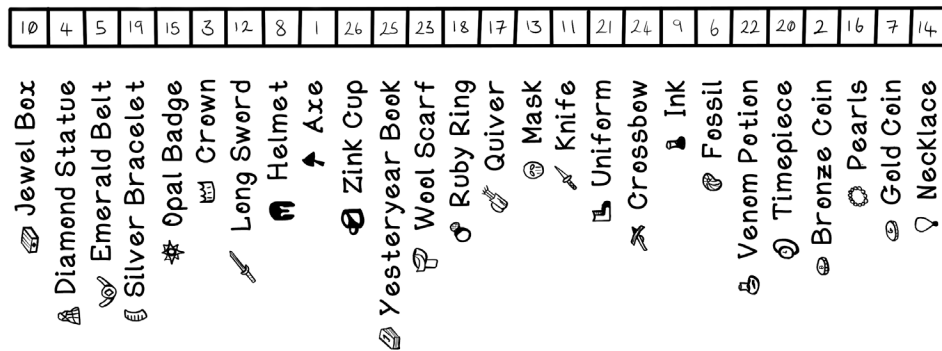 10 4 5 19 15 3 12 8 1 26 25 23 18 17 13 11 21 24 9 6 22 20 2 16 7 14
Jewel Box
Diamond Statue
Emerald Belt
Silver Bracelet
Opal Badge
Crown
Long Sword
Helmet
Axe
Zink Cup
Yesteryear Book
Wool Scarf
Ruby Ring
Quiver
Mask
Knife
Uniform
Crossbow
Ink
Fossil
Venom Potion
Timepiece
Bronze Coin
Pearls
Gold Coin
Necklace